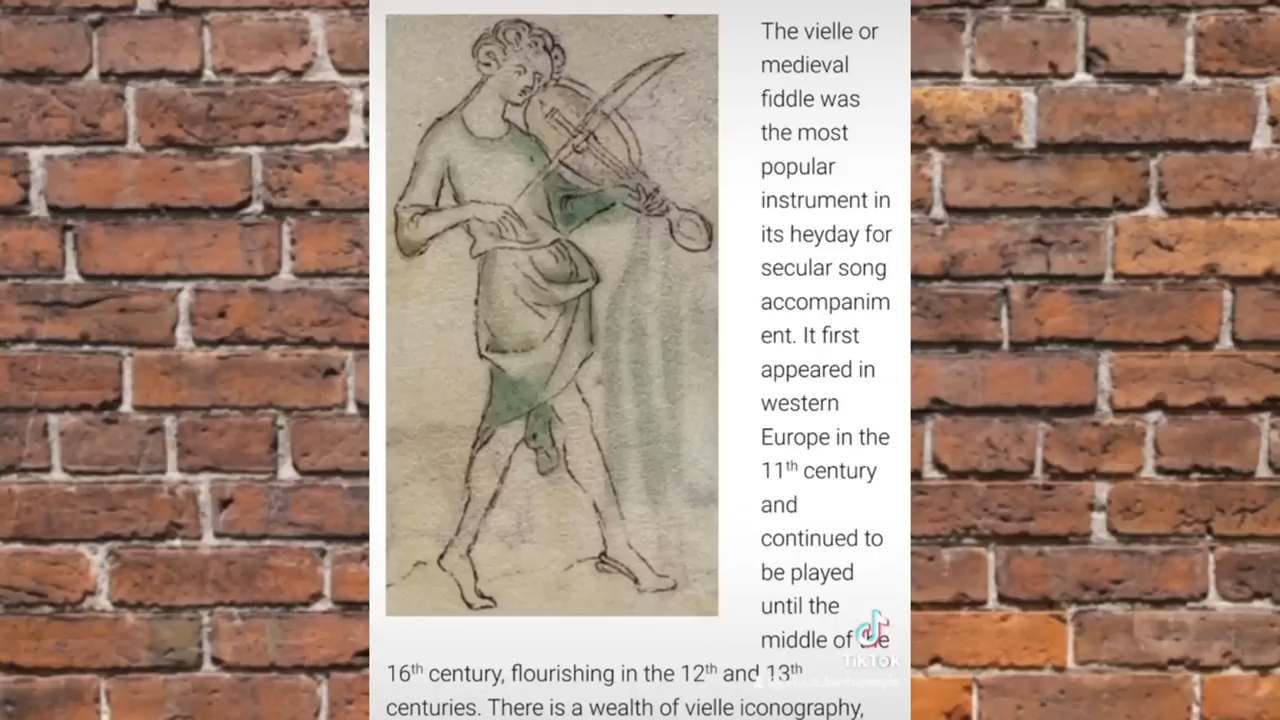 The vielle or
medieval
fiddle was
the most
popular
instrument in
its heyday for
secular song
accompanim
ent. It first
appeared in
western
Europe in the
11th century
and
continued to
be played
until the
middle of the
16th century, flourishing in the 12th and 13th
centuries. There is a wealth of vielle iconography,
TikTok